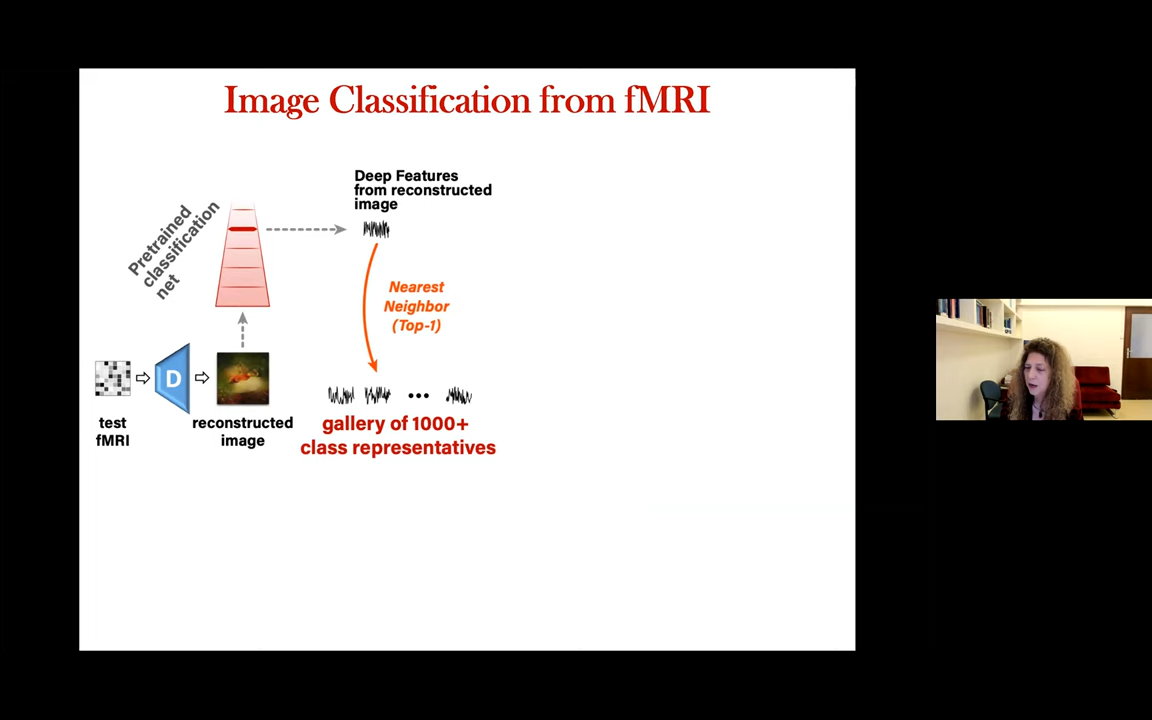 Image Classification from fMRI
Deep Features
from reconstructed
image
Pretrained
classification
net
Nearest
Neighbor
(Top-1)
D
test
fMRI
reconstructed
image
gallery of 1000+
class representatives